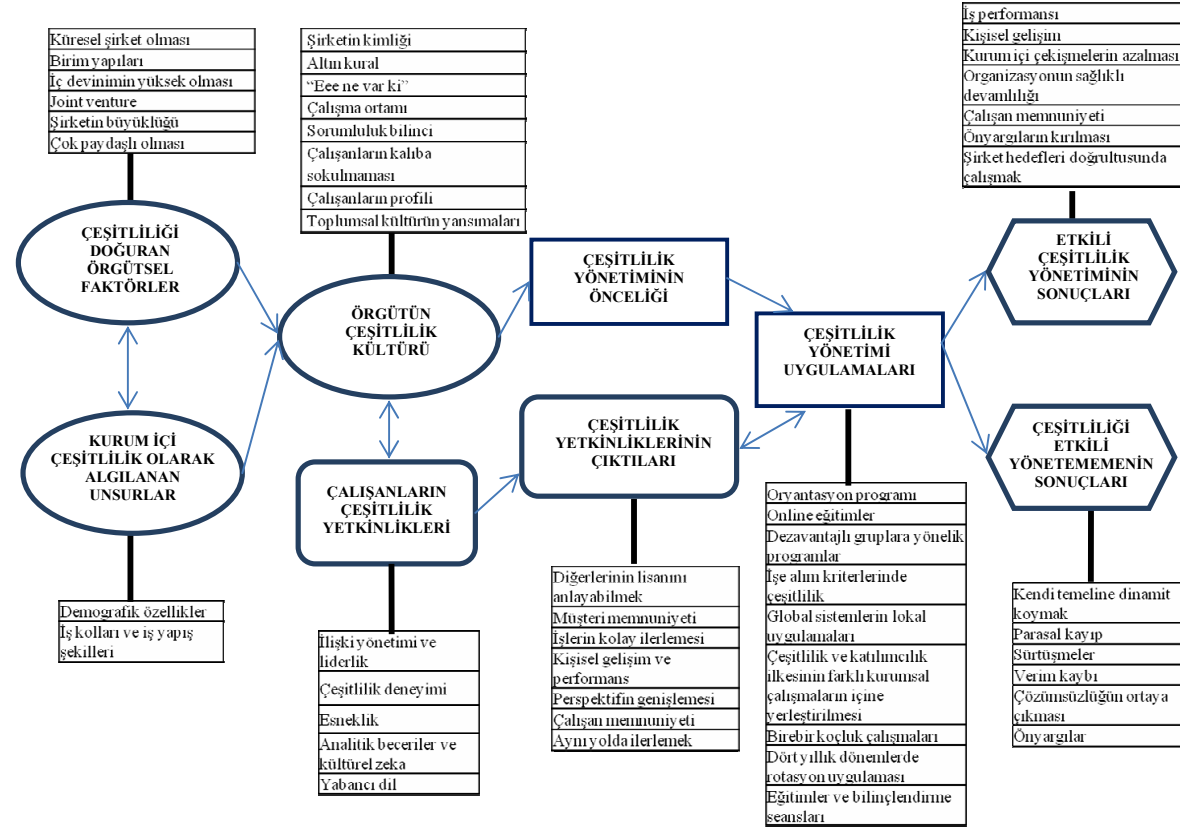 Küresel şirket olması
Birim yapıları
İç devinimin yüksek olması
Joint venture
Şirketin büyüklüğü
Çok paydaşlı olması
Şirketin kimliği
Altın kural
“Eee ne var ki”
Çalışma ortamı
Sorumluluk bilinci
Çalışanların kalıba
sokulmaması
Çalışanların profili
Toplumsal kültürün yansımaları
İş performansı
Kişisel gelişim
Kurum içi çekişmelerin azalması
Organizasyonun sağlıklı
devamlılığı
Çalışan memnuniyeti
Önyargıların kırılması
Şirket hedefleri doğrultusunda
çalışmak
ÇEŞİTLİLİĞİ
DOĞURAN
ÖRGÜTSEL
FAKTÖRLER
ÖRGÜTÜN
ÇEŞİTLİLİK
KÜLTÜRÜ
ÇEŞİTLİLİK
YÖNETİMİNİN
ÖNCELİĞİ
ÇEŞİTLİLİK
YÖNETİMİ
UYGULAMALARI
ETKİLİ
ÇEŞİTLİLİK
YÖNETİMİNİN
SONUÇLARI
KURUM İÇİ
ÇEŞİTLİLİK OLARAK
ALGILANAN
UNSURLAR
ÇALIŞANLARIN
ÇEŞİTLİLİK
YETKİNLİKLERİ
ÇEŞİTLİLİK
YETKİNLİKLERİNİN
ÇIKTILARI
ÇEŞİTLİLİĞİ
ETKİLİ
YÖNETEMEMENİN
SONUÇLARI
Demografik özellikler
İş kolları ve iş yapış
şekilleri
İlişki yönetimi ve
liderlik
Çeşitlilik deneyimi
Esneklik
Analitik beceriler ve
kültürel zeka
Yabancı dil
Diğerlerinin lisanını
anlayabilmek
Müşteri memnuniyeti
İşlerin kolay ilerlemesi
Kişisel gelişim ve
performans
Perspektifin genişlemesi
Çalışan memnuniyeti
Aynı yolda ilerlemek
Oryantasyon programı
Online eğitimler
Dezavantajlı gruplara yönelik
programlar
İşe alım kriterlerinde
çeşitlilik
Global sistemlerin lokal
uygulamaları
Çeşitlilik ve katılımcılık
ilkesinin farklı kurumsal
çalışmaların içine
yerleştirilmesi
Birebir koçluk çalışmaları
Dört yıllık dönemlerde
rotasyon uygulaması
Eğitimler ve bilinçlendirme
seansları
Kendi temeline dinamit
koymak
Parasal kayıp
Sürtüşmeler
Verim kaybı
Çözümsüzlüğün ortaya
çıkması
Önyargılar